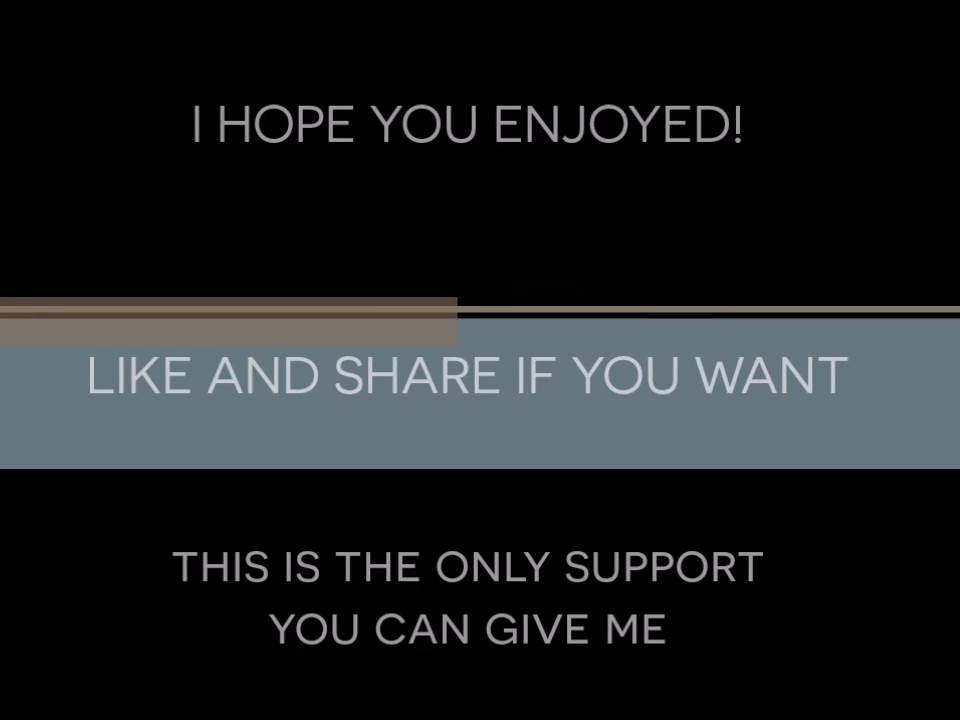 I HOPE YOU ENJOYED!
LIKE AND SHARE IF YOU WANT
THIS IS THE ONLY SUPPORT
YOU CAN GIVE ME